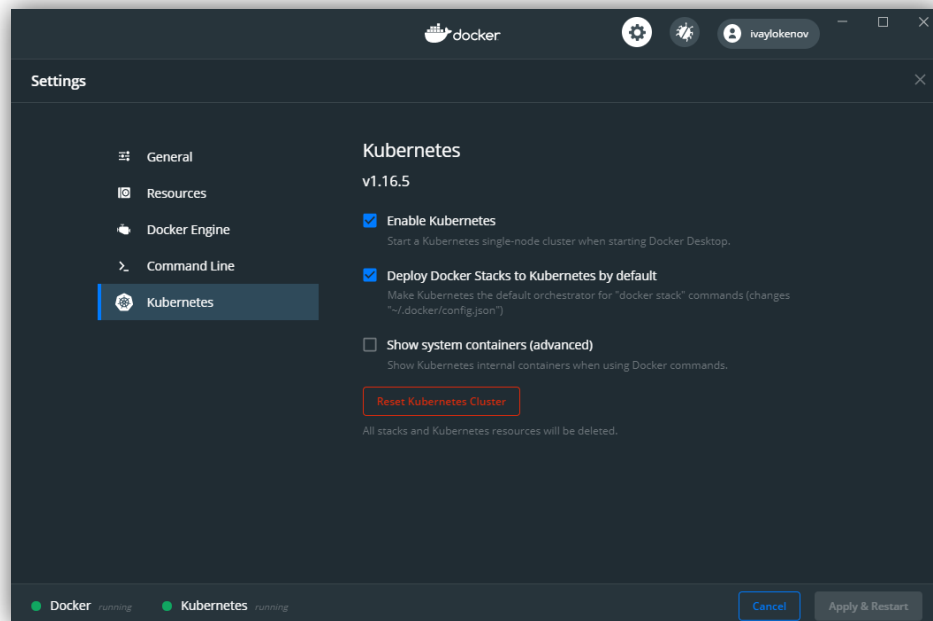 docker
ivaylokenov
Settings
General
Resources
Docker Engine
Command Line
Kubernetes
Kubernetes
v1.16.5
Enable Kubernetes
Start a Kubernetes single-node cluster when starting Docker Desktop.
Deploy Docker Stacks to Kubernetes by default
Make Kubernetes the default orchestrator for "docker stack" commands (changes
"~/.docker/config.json")
Show system containers (advanced)
Show Kubernetes internal containers when using Docker commands.
Reset Kubernetes Cluster
All stacks and Kubernetes resources will be deleted.
Docker running Kubernetes running Cancel Apply & Restart